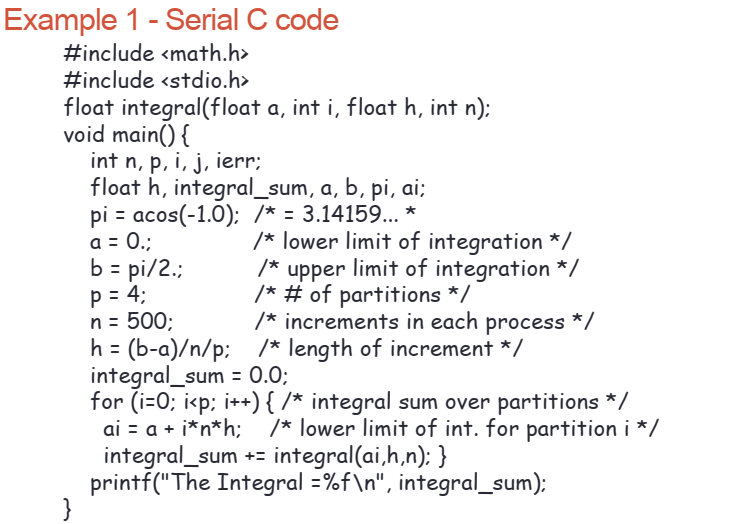 Example 1 - Serial C code
#include <math.h>
#include <stdio.h>
float integral(float a, int i, float h, int n);
void main() {
int n, p, i, j, ierr;
float h, integral_sum, a, b, pi, ai;
pi = acos(-1.0); /* = 3.14159... *
a = 0.; /* lower limit of integration */
b = pi/2.; /* upper limit of integration */
p = 4; /* # of partitions */
n = 500; /* increments in each process */
h = (b-a)/n/p; /* length of increment */
integral_sum = 0.0;
for (i=0; i<p; i++) { /* integral sum over partitions */
ai = a + i*n*h; /* lower limit of int. for partition i */
integral_sum += integral(ai,h,n); }
printf("The Integral =%f\n", integral_sum);
}